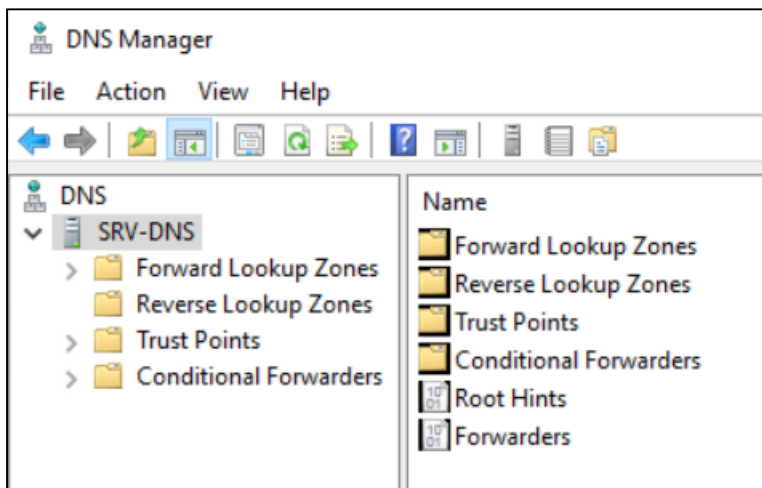 DNS Manager
File Action View Help
DNS
SRV-DNS
Forward Lookup Zones
Reverse Lookup Zones
Trust Points
Conditional Forwarders
Name
Forward Lookup Zones
Reverse Lookup Zones
Trust Points
Conditional Forwarders
Root Hints
Forwarders